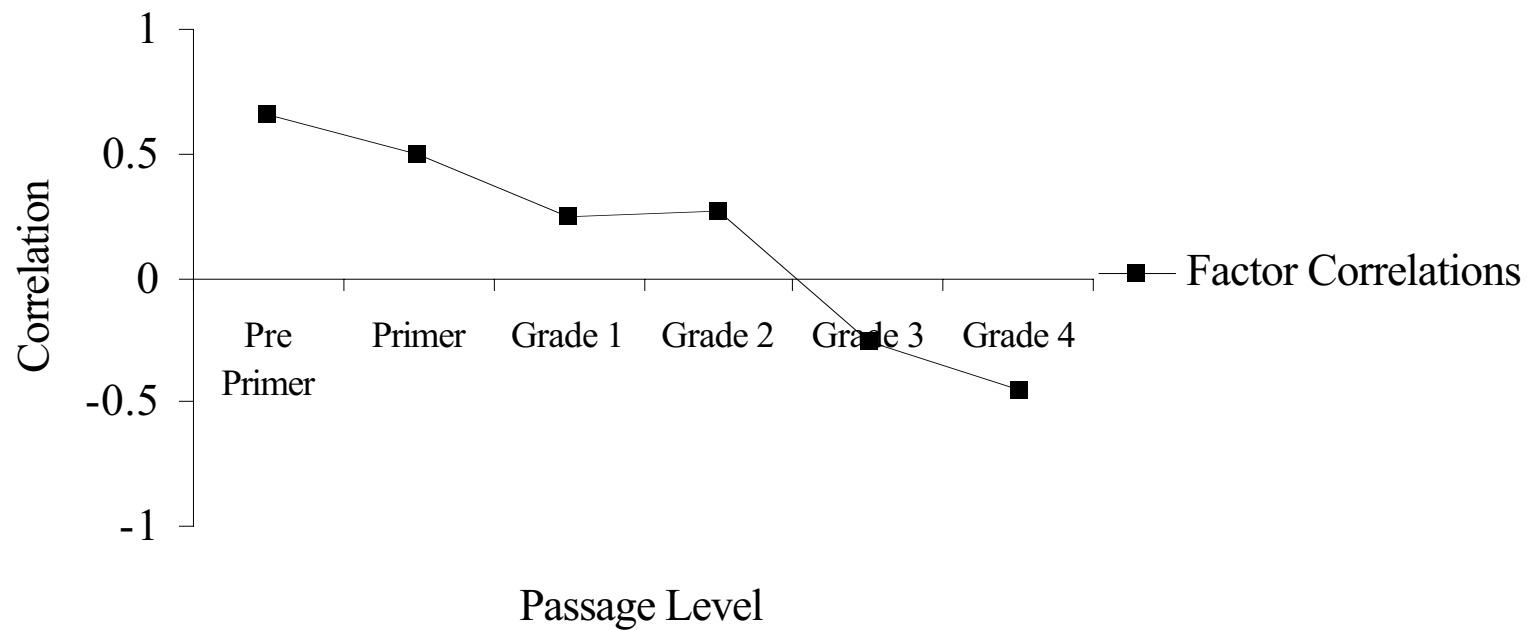 1
0.5
0
-0.5
-1
Correlation
Pre
Primer
Primer
Grade 1
Grade 2
Grade 3
Grade 4
Factor Correlations
Passage Level